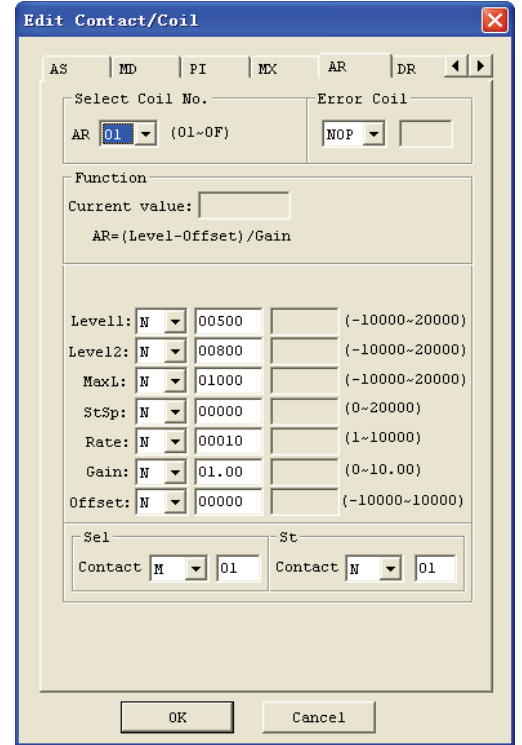 Edit Contact/Coil
AS MD PI MX AR DR
Select Coil No. Error Coil
AR 01 (01~0F) NOP
Function
Current value:
AR=(Level-Offset)/Gain
Level1: N 00500 (-10000~20000)
Level2: N 00800 (-10000~20000)
MaxL: N 01000 (-10000~20000)
StSp: N 00000 (0~20000)
Rate: N 00010 (1~10000)
Gain: N 01.00 (0~10.00)
Offset: N 00000 (-10000~10000)
Sel St
Contact M 01 Contact N 01
OK Cancel